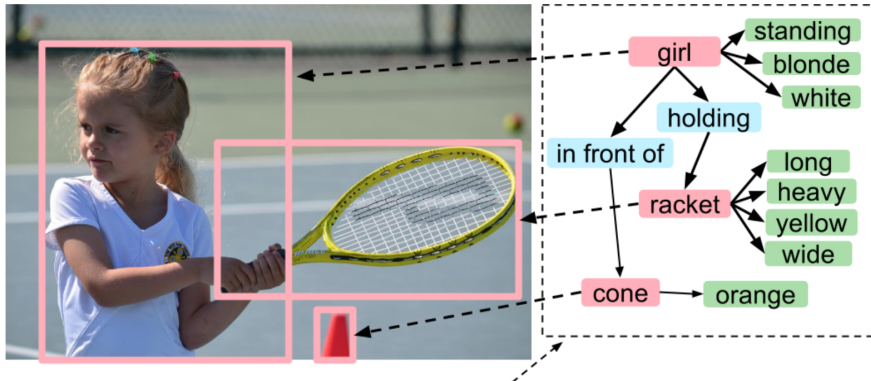 girl
standing
blonde
white
holding
in front of
racket
long
heavy
yellow
wide
cone
orange